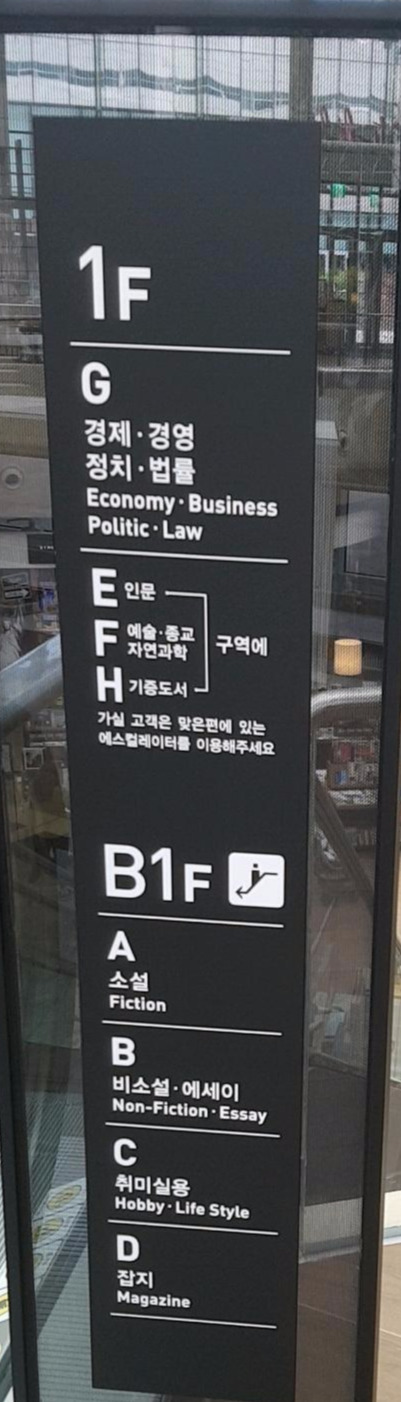 1F
G
경제·경영
정치·법률
Economy·Business
Politic·Law
E 인문
F 예술·종교
자연과학
H 기증도서
구역에
가실 고객은 맞은편에 있는
에스컬레이터를 이용해주세요
B1F
A
소설
Fiction
B
비소설·에세이
Non-Fiction·Essay
C
취미실용
Hobby·Life Style
D
잡지
Magazine